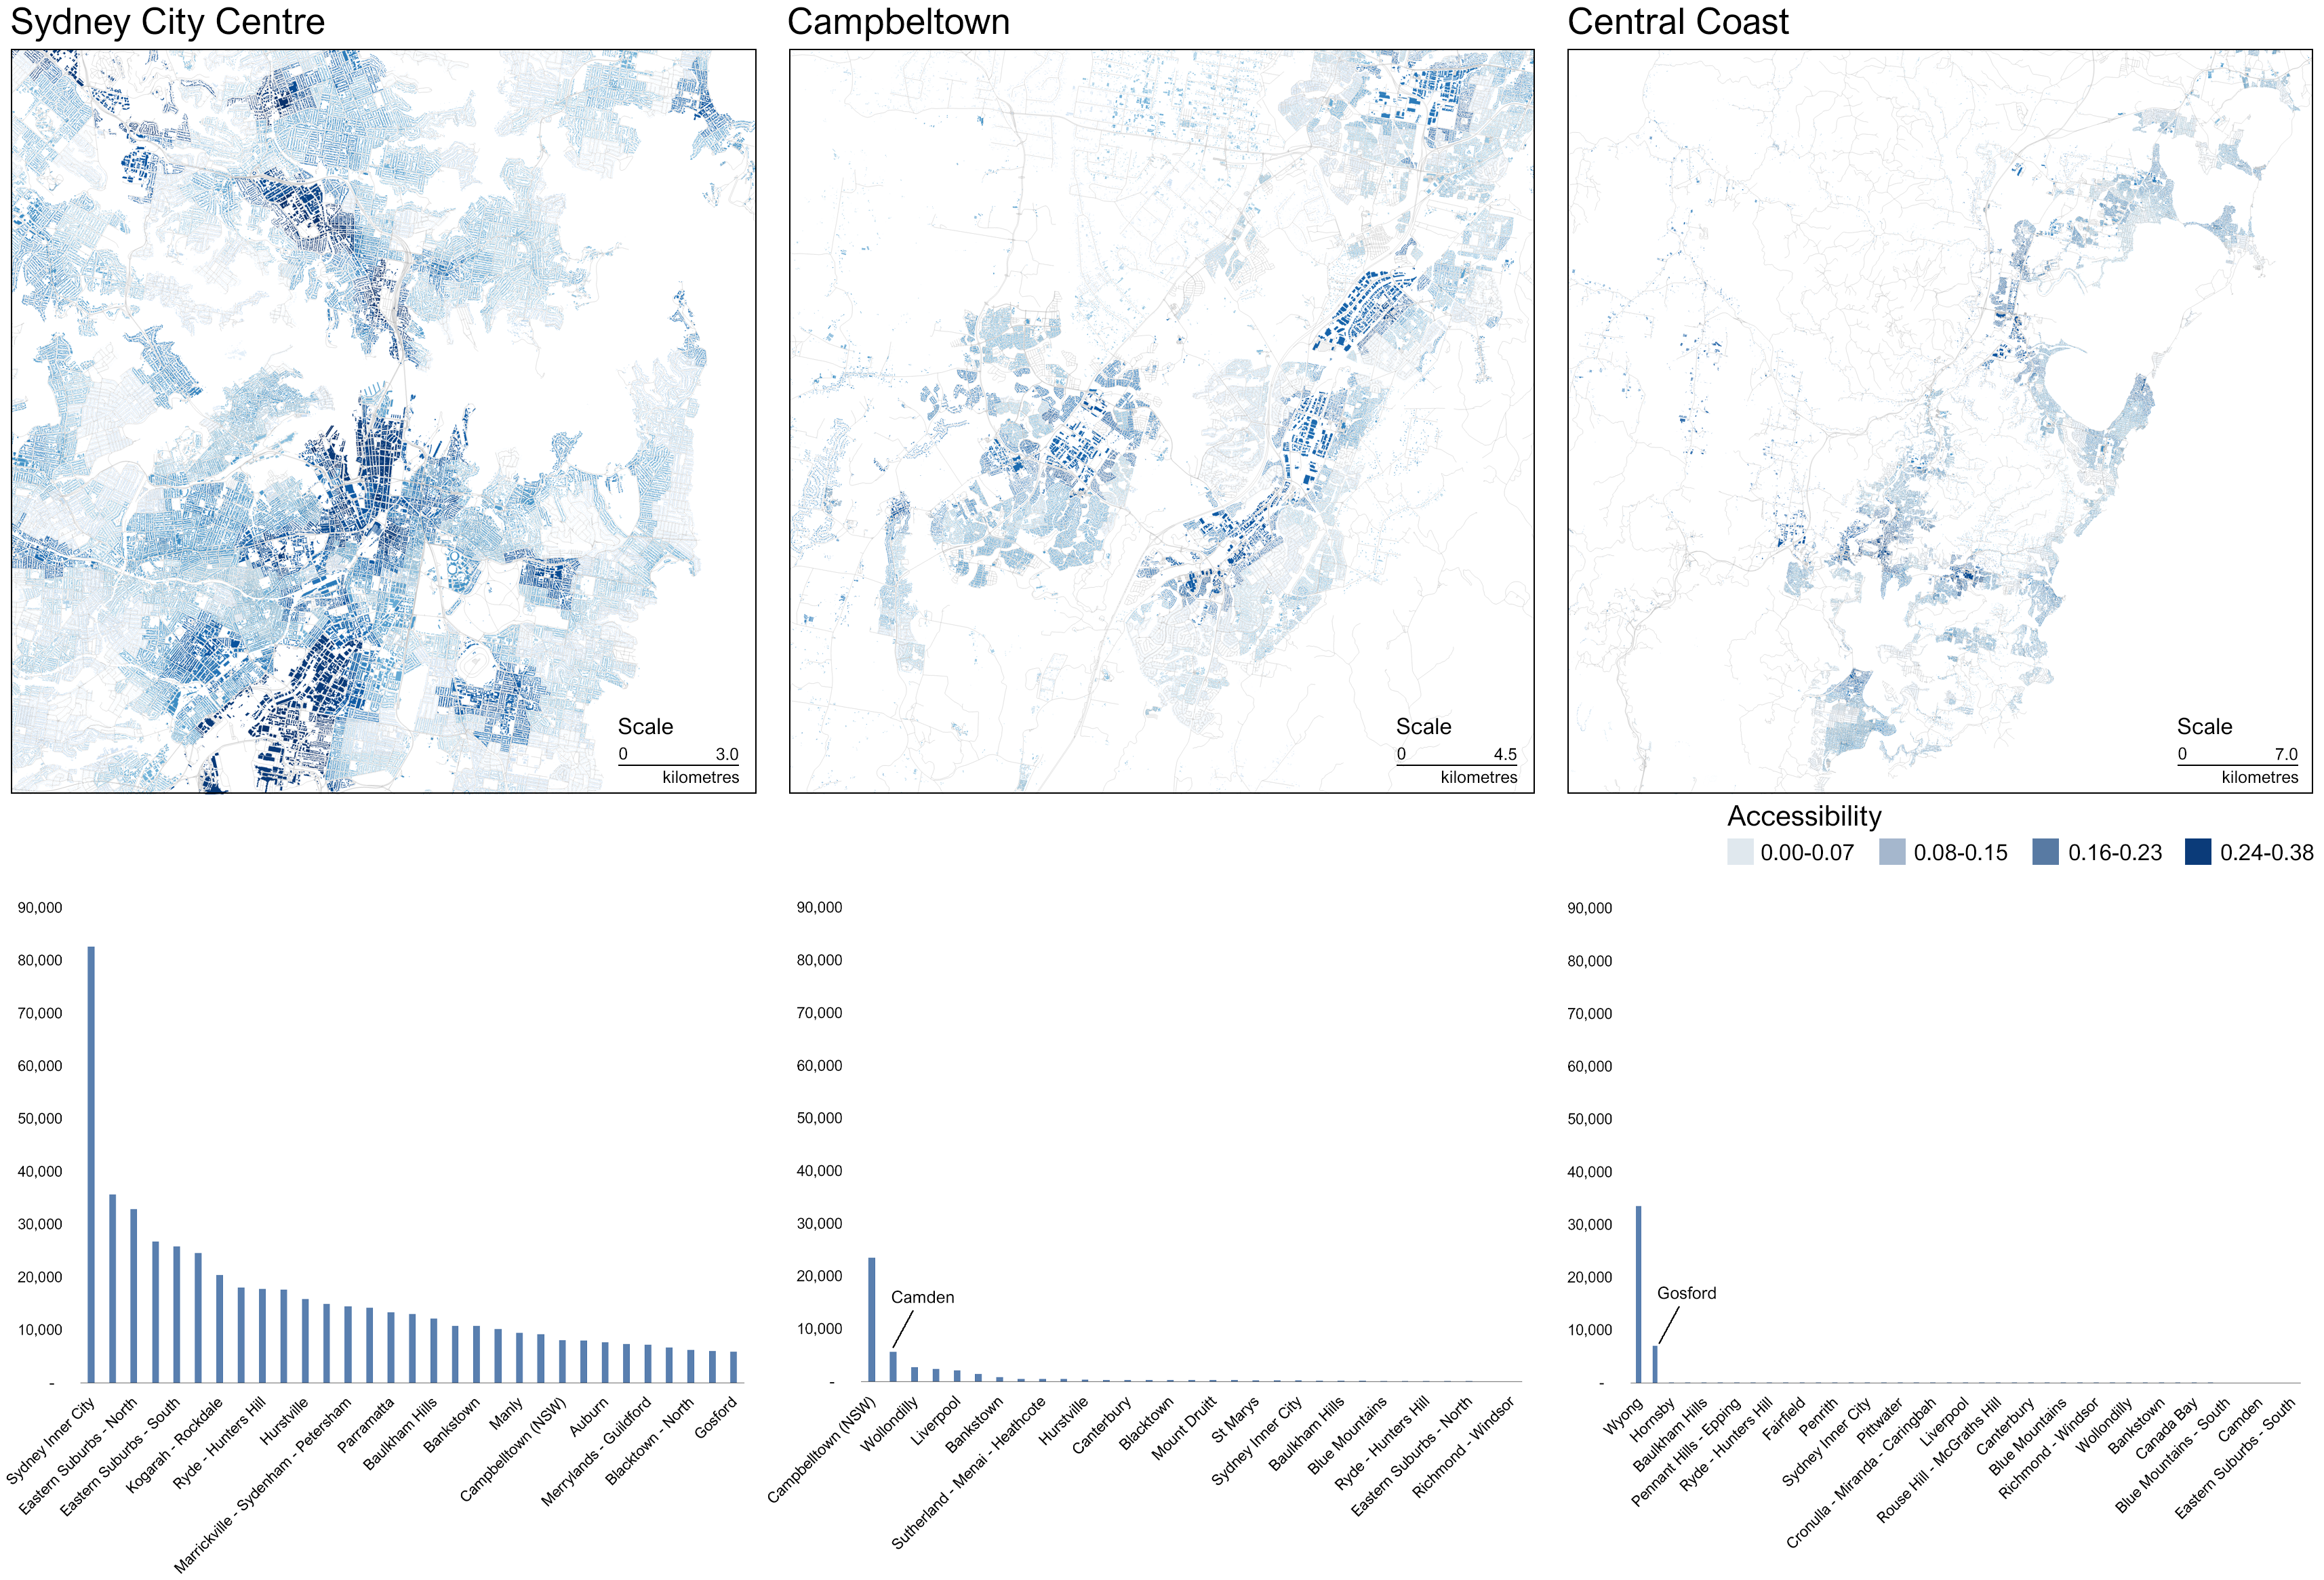 Sydney City Centre
Campbeltown
Central Coast
Scale
0 3.0
kilometres
Scale
0 4.5
kilometres
Scale
0 7.0
kilometres
Accessibility
0.00-0.07
0.08-0.15
0.16-0.23
0.24-0.38
90,000
80,000
70,000
60,000
50,000
40,000
30,000
20,000
10,000
-
Sydney Inner City
Eastern Suburbs - North
Eastern Suburbs - South
Kogarah - Rockdale
Ryde - Hunters Hill
Hurstville
Marrickville - Sydenham - Petersham
Parramatta
Baulkham Hills
Bankstown
Manly
Campbelltown (NSW)
Auburn
Merrylands - Guildford
Blacktown - North
Gosford
90,000
80,000
70,000
60,000
50,000
40,000
30,000
20,000
10,000
-
Camden
Campbelltown (NSW)
Wollondilly
Liverpool
Bankstown
Sutherland - Menai - Heathcote
Hurstville
Canterbury
Blacktown
Mount Druitt
St Marys
Sydney Inner City
Baulkham Hills
Blue Mountains
Ryde - Hunters Hill
Eastern Suburbs - North
Richmond - Windsor
90,000
80,000
70,000
60,000
50,000
40,000
30,000
20,000
10,000
-
Gosford
Wyong
Hornsby
Baulkham Hills
Pennant Hills - Epping
Ryde - Hunters Hill
Fairfield
Penrith
Sydney Inner City
Pittwater
Cronulla - Miranda - Caringbah
Liverpool
Rouse Hill - McGraths Hill
Canterbury
Blue Mountains
Richmond - Windsor
Wollondilly
Bankstown
Canada Bay
Blue Mountains - South
Camden
Eastern Suburbs - South